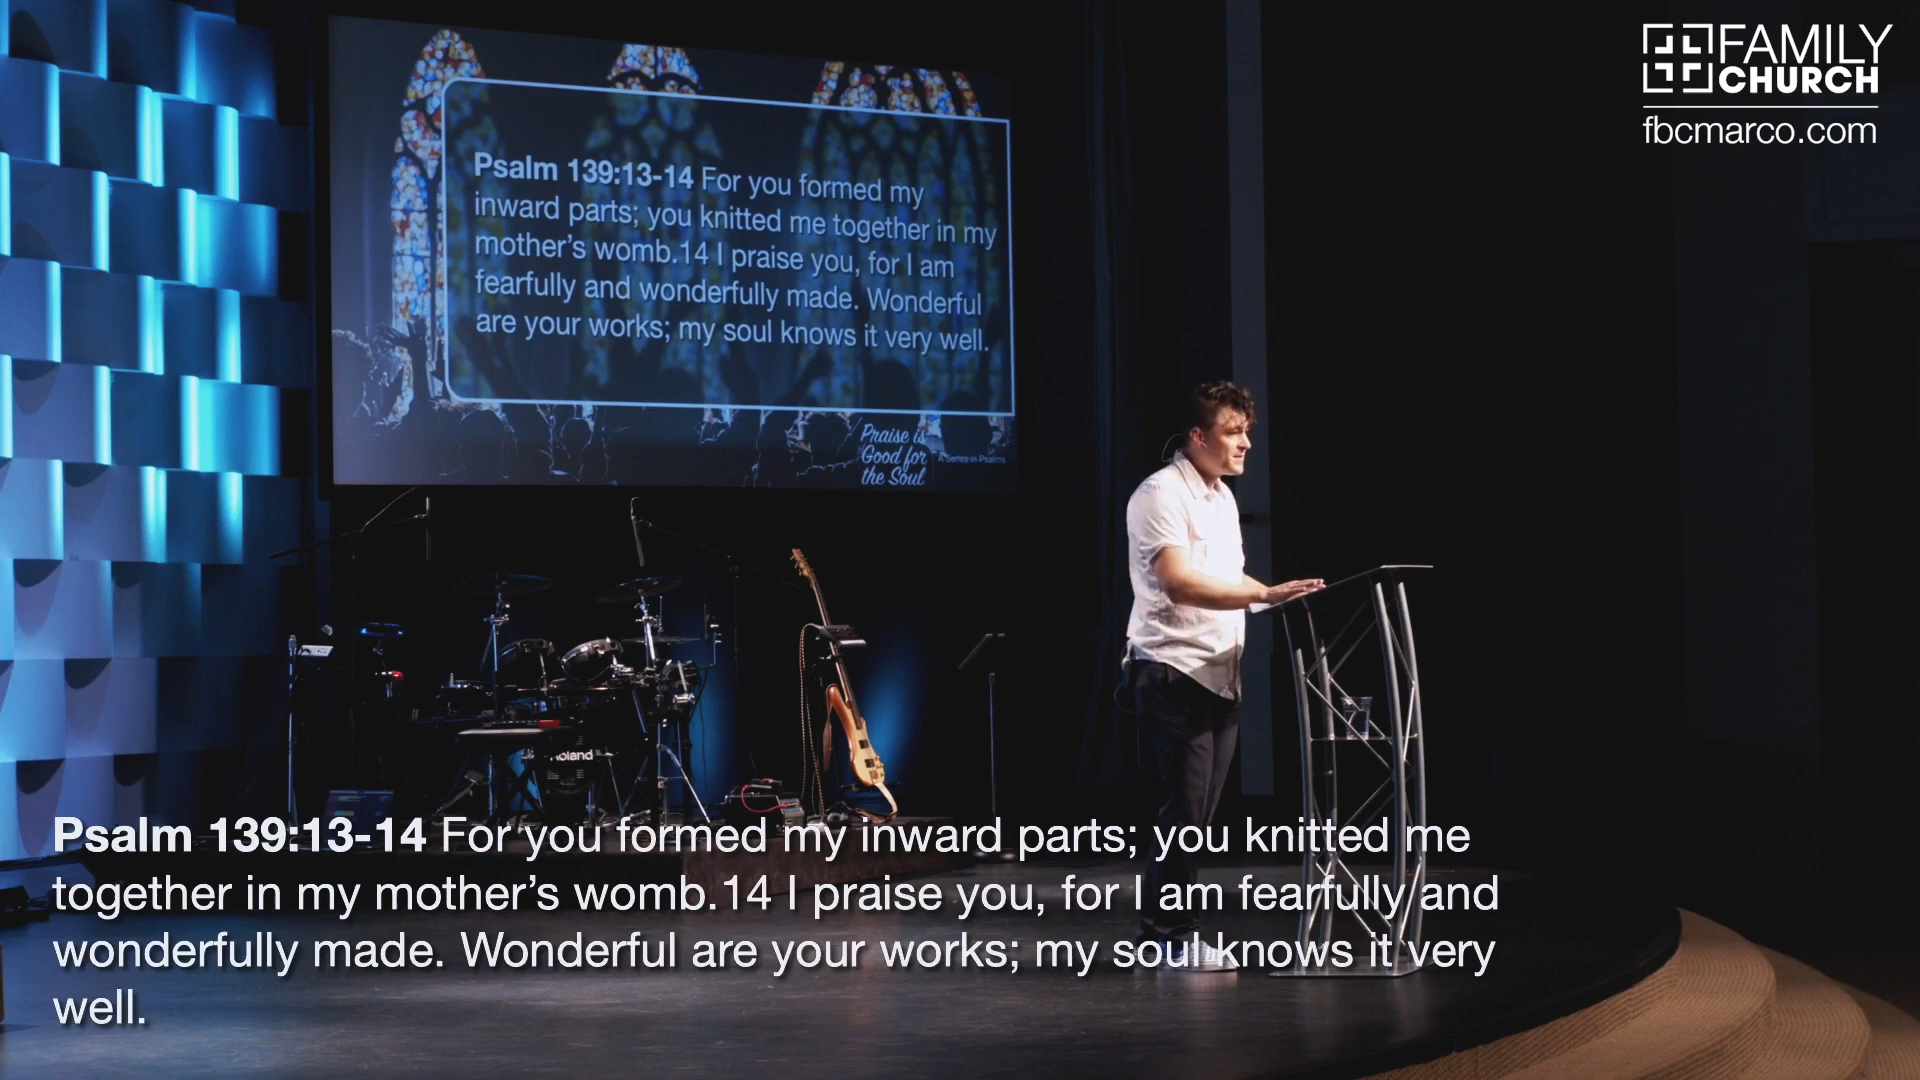 FAMILY
CHURCH
fbcmarco.com
Psalm 139:13-14 For you formed my
inward parts; you knitted me together in my
mother’s womb.14 I praise you, for I am
fearfully and wonderfully made. Wonderful
are your works; my soul knows it very well.
Praise is
Good for
the Soul
A Series in Psalms
Roland
Psalm 139:13-14 For you formed my inward parts; you knitted me
together in my mother’s womb.14 I praise you, for I am fearfully and
wonderfully made. Wonderful are your works; my soul knows it very
well.